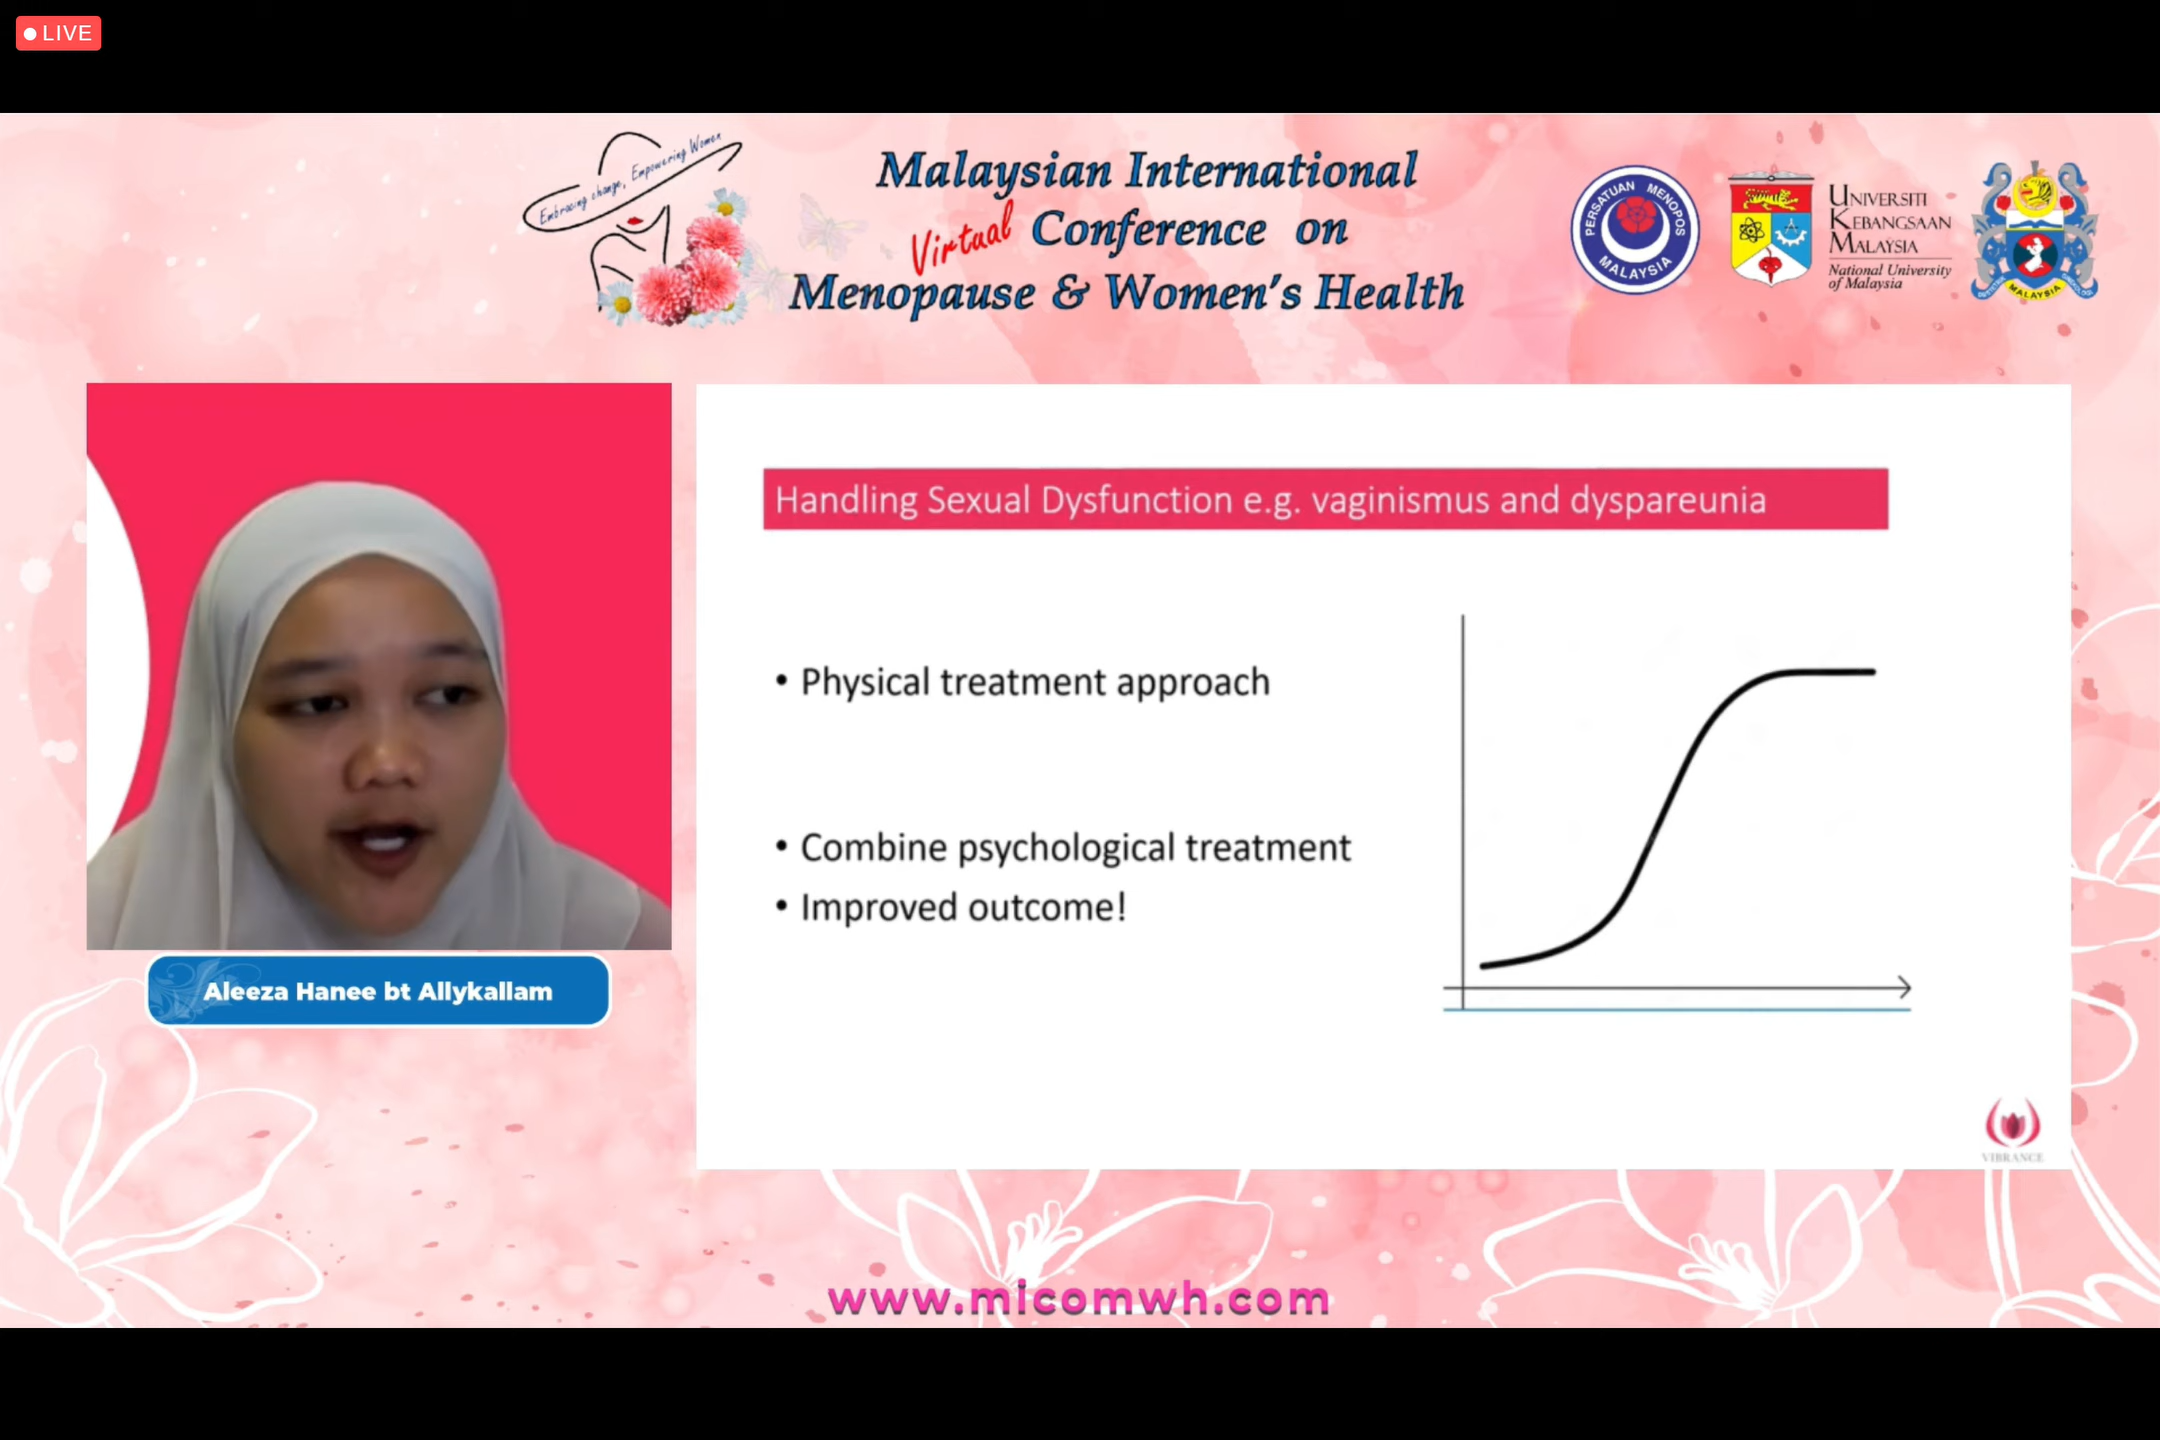 LIVE
Embracing change, Empowering Women
Malaysian International
Virtual Conference on
Menopause & Women's Health
PERSATUAN MENOPOS
MALAYSIA
UNIVERSITI
KEBANGSAAN
MALAYSIA
National University
of Malaysia
MALAYSIA
Handling Sexual Dysfunction e.g. vaginismus and dyspareunia
• Physical treatment approach
• Combine psychological treatment
• Improved outcome!
Aleeza Hanee bt Allykallam
VIBRANCE
www.micomwh.com